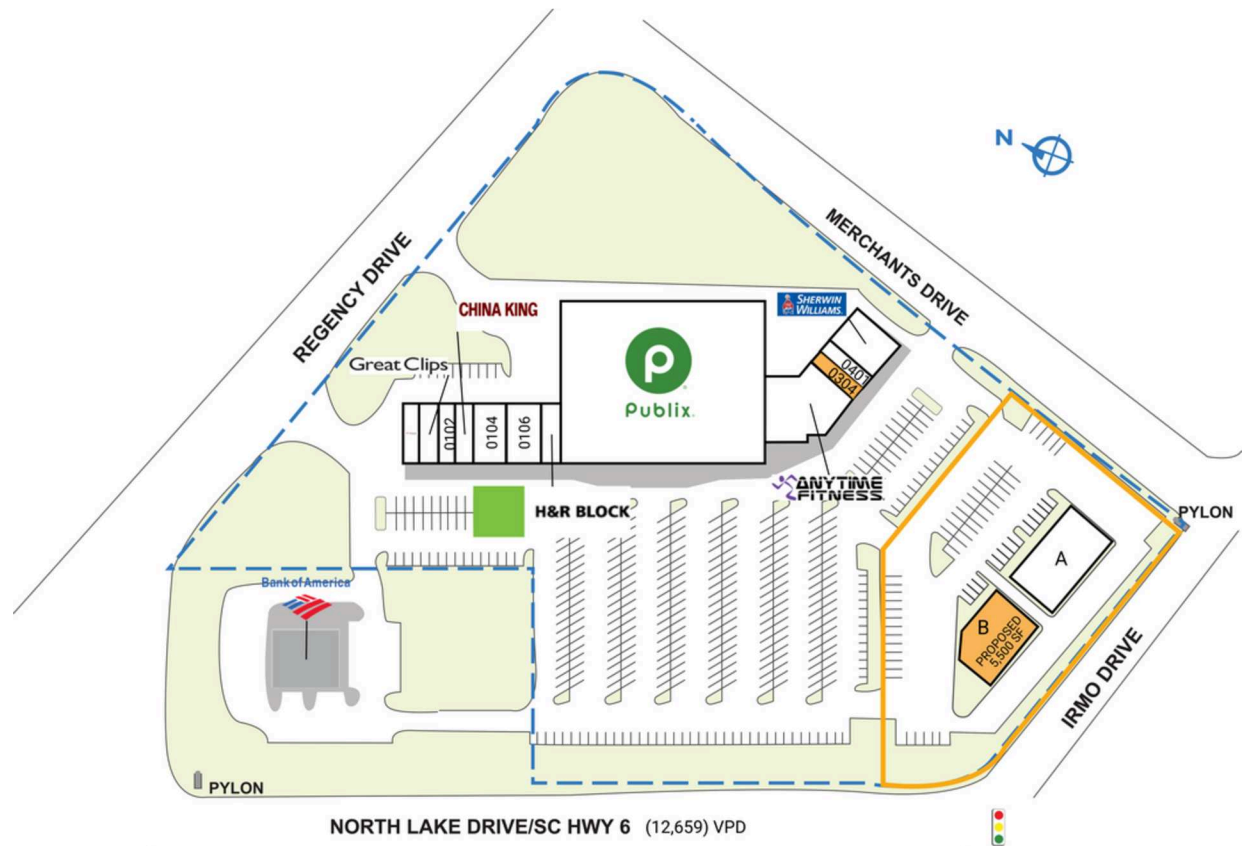 N
REGENCY DRIVE
MERCHANTS DRIVE
CHINA KING
SHERWIN
WILLIAMS.
Great Clips
Publix.
0401
0304
0102
0104
0106
ANYTIME
FITNESS
H&R BLOCK
PYLON
A
Bank of America
B
PROPOSED
5,500 SF
IRMO DRIVE
PYLON
NORTH LAKE DRIVE/SC HWY 6 (12,659) VPD